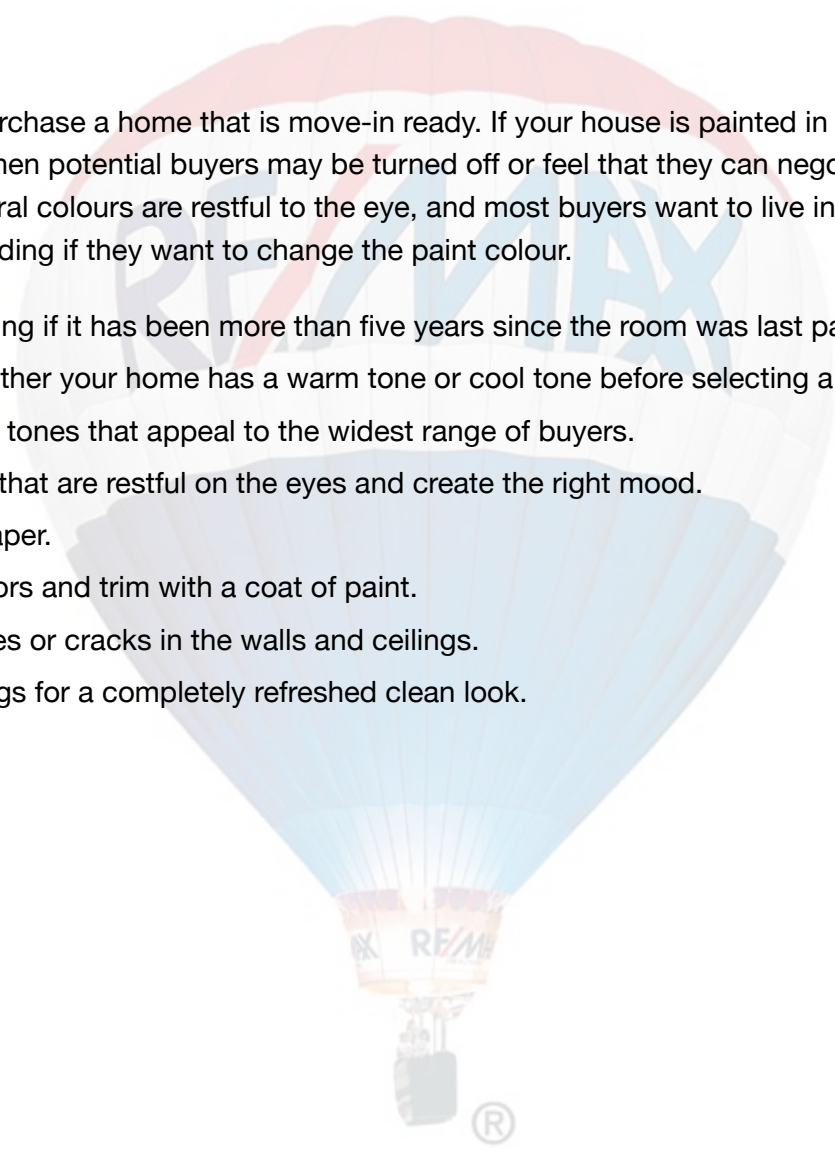 rchase a home that is move-in ready. If your house is painted in
hen potential buyers may be turned off or feel that they can nego
ral colours are restful to the eye, and most buyers want to live in
ding if they want to change the paint colour.
ng if it has been more than five years since the room was last pa
ther your home has a warm tone or cool tone before selecting a
tones that appeal to the widest range of buyers.
that are restful on the eyes and create the right mood.
aper.
ors and trim with a coat of paint.
es or cracks in the walls and ceilings.
gs for a completely refreshed clean look.
RE/MAX
AX RE/MA
®